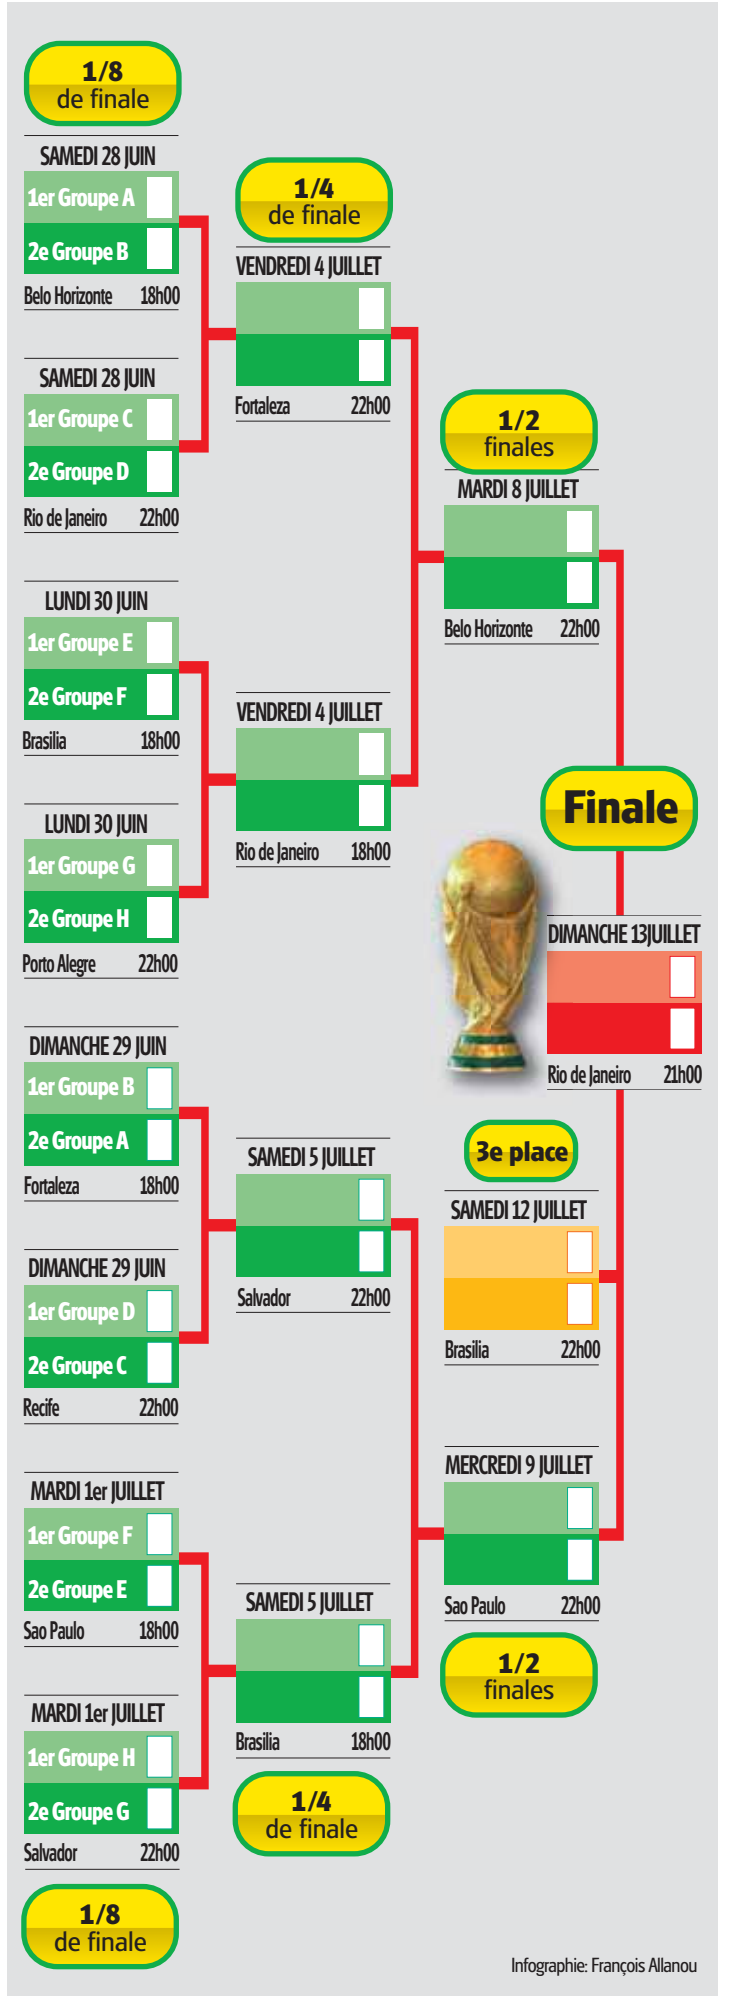 1/8
de finale
SAMEDI 28 JUIN
1er Groupe A
2e Groupe B
Belo Horizonte 18h00
SAMEDI 28 JUIN
1er Groupe C
2e Groupe D
Rio de Janeiro 22h00
LUNDI 30 JUIN
1er Groupe E
2e Groupe F
Brasilia 18h00
LUNDI 30 JUIN
1er Groupe G
2e Groupe H
Porto Alegre 22h00
DIMANCHE 29 JUIN
1er Groupe B
2e Groupe A
Fortaleza 18h00
DIMANCHE 29 JUIN
1er Groupe D
2e Groupe C
Recife 22h00
MARDI 1er JUILLET
1er Groupe F
2e Groupe E
Sao Paulo 18h00
MARDI 1er JUILLET
1er Groupe H
2e Groupe G
Salvador 22h00
1/8
de finale
1/4
de finale
VENDREDI 4 JUILLET
Fortaleza 22h00
VENDREDI 4 JUILLET
Rio de Janeiro 18h00
SAMEDI 5 JUILLET
Salvador 22h00
SAMEDI 5 JUILLET
Brasilia 18h00
1/4
de finale
1/2
finales
MARDI 8 JUILLET
Belo Horizonte 22h00
Finale
DIMANCHE 13JUILLET
Rio de Janeiro 21h00
3e place
SAMEDI 12 JUILLET
Brasilia 22h00
MERCREDI 9 JUILLET
Sao Paulo 22h00
1/2
finales
Infographie: François Allanou